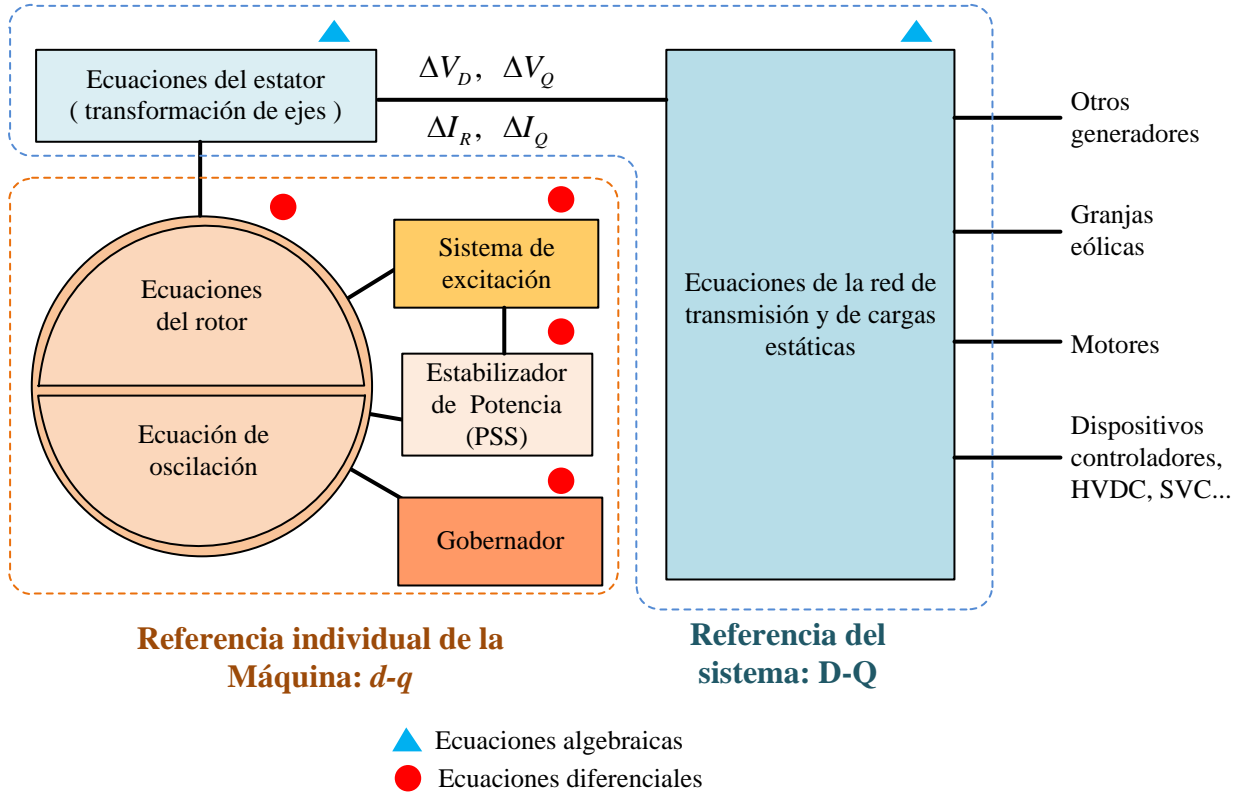 Ecuaciones del estator
( transformación de ejes )
ΔV_D, ΔV_Q
ΔI_R, ΔI_Q
Ecuaciones
del rotor
Ecuación de
oscilación
Sistema de
excitación
Estabilizador
de Potencia
(PSS)
Gobernador
Ecuaciones de la red de
transmisión y de cargas
estáticas
Otros
generadores
Granjas
eólicas
Motores
Dispositivos
controladores,
HVDC, SVC...
Referencia individual de la
Máquina: d-q
Referencia del
sistema: D-Q
Ecuaciones algebraicas
Ecuaciones diferenciales